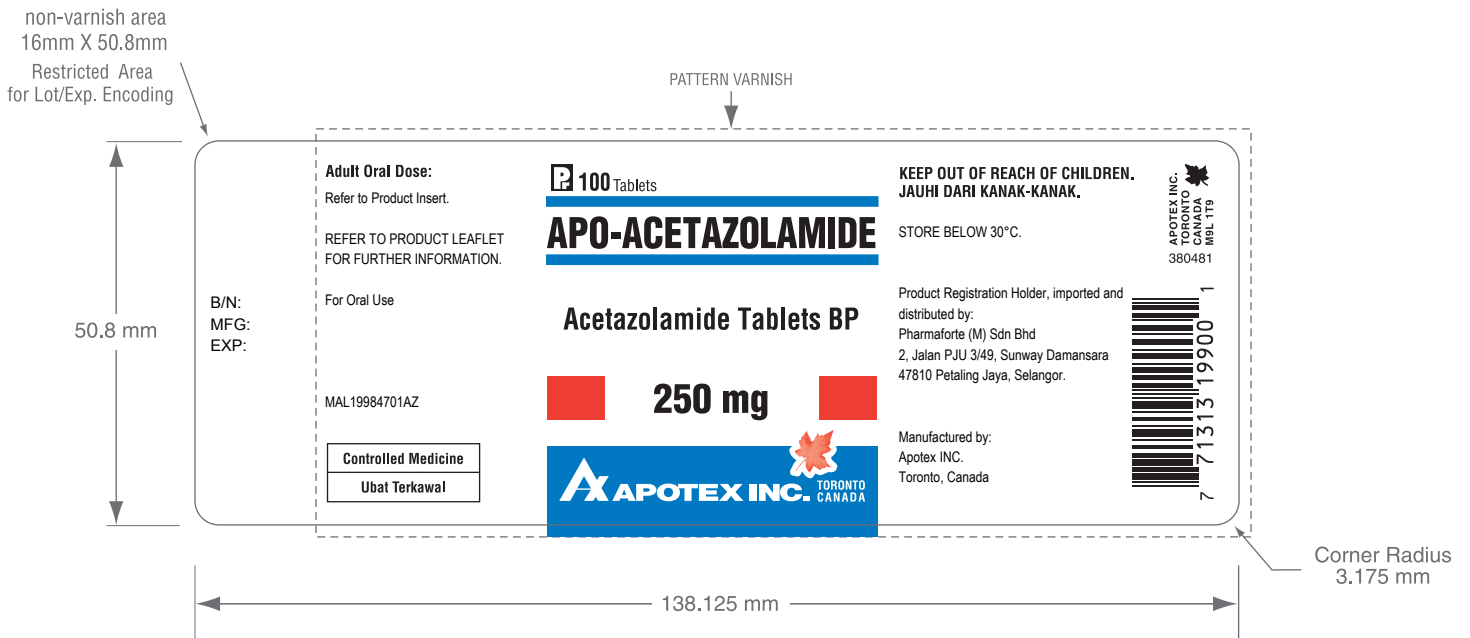 non-varnish area
16mm X 50.8mm
Restricted Area
for Lot/Exp. Encoding
PATTERN VARNISH
50.8 mm
B/N:
MFG:
EXP:
Adult Oral Dose:
Refer to Product Insert.
REFER TO PRODUCT LEAFLET
FOR FURTHER INFORMATION.
For Oral Use
MAL19984701AZ
Controlled Medicine
Ubat Terkawal
Pr 100 Tablets
APO-ACETAZOLAMIDE
Acetazolamide Tablets BP
250 mg
APOTEX INC. TORONTO
CANADA
KEEP OUT OF REACH OF CHILDREN.
JAUHI DARI KANAK-KANAK.
STORE BELOW 30°C.
Product Registration Holder, imported and
distributed by:
Pharmaforte (M) Sdn Bhd
2, Jalan PJU 3/49, Sunway Damansara
47810 Petaling Jaya, Selangor.
Manufactured by:
Apotex INC.
Toronto, Canada
APOTEX INC.
TORONTO
CANADA
M9L 1T9
380481
7 71313 19900 1
Corner Radius
3.175 mm
138.125 mm